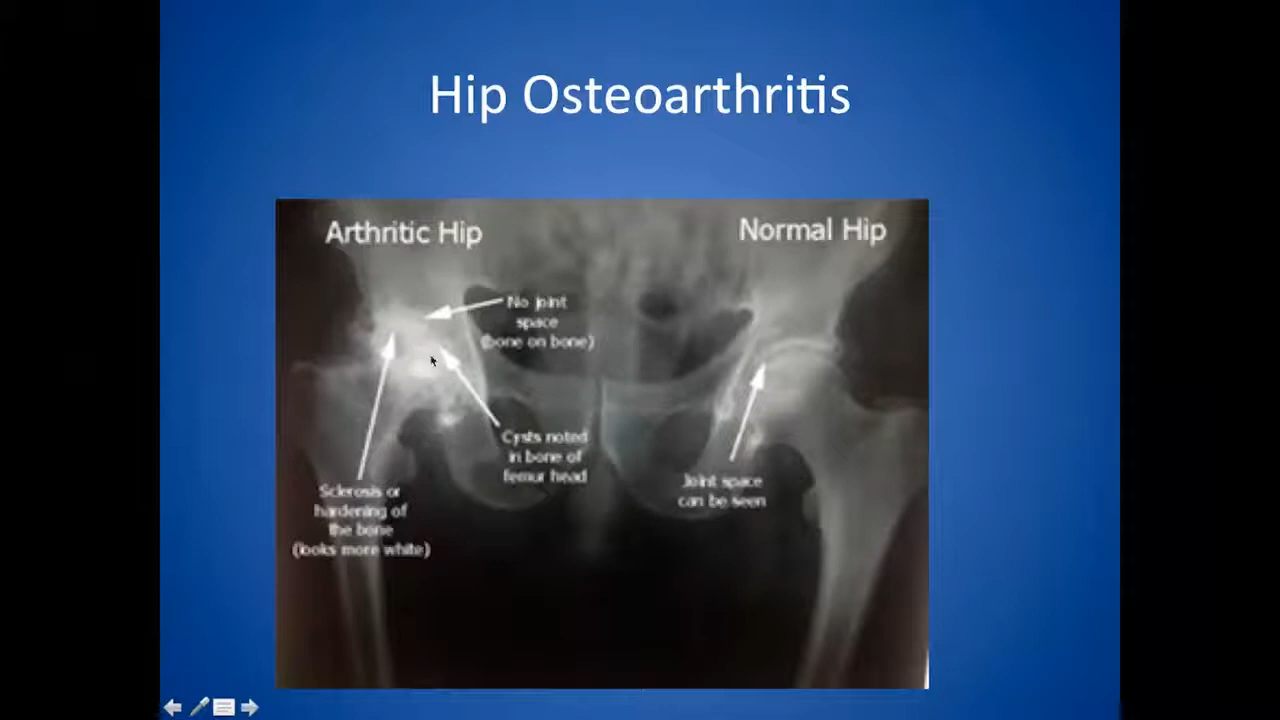 Hip Osteoarthritis
Arthritic Hip
Normal Hip
No joint
space
(bone on bone)
Cysts noted
in bone of
femur head
Sclerosis or
hardening of
the bone
(looks more white)
Joint space
can be seen